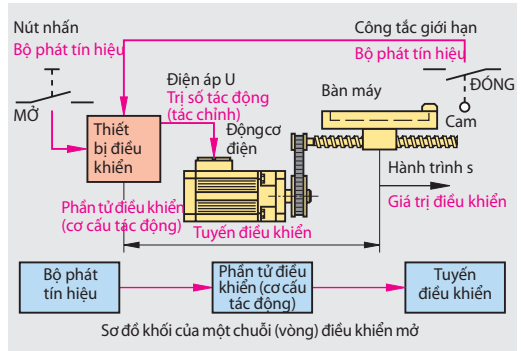 Nút nhấn
Bộ phát tín hiệu
MỞ
Công tắc giới hạn
Bộ phát tín hiệu
ĐÓNG
Cam
Điện áp U
Trị số tác động
(tác chỉnh)
Bàn máy
Thiết
bị điều
khiển
Động cơ
điện
Hành trình s
Giá trị điều khiển
Phần tử điều khiển
(cơ cấu tác động)
Tuyến điều khiển
Bộ phát
tín hiệu
Phần tử điều
khiển (cơ cấu
tác động)
Tuyến
điều khiển
Sơ đồ khối của một chuỗi (vòng) điều khiển mở